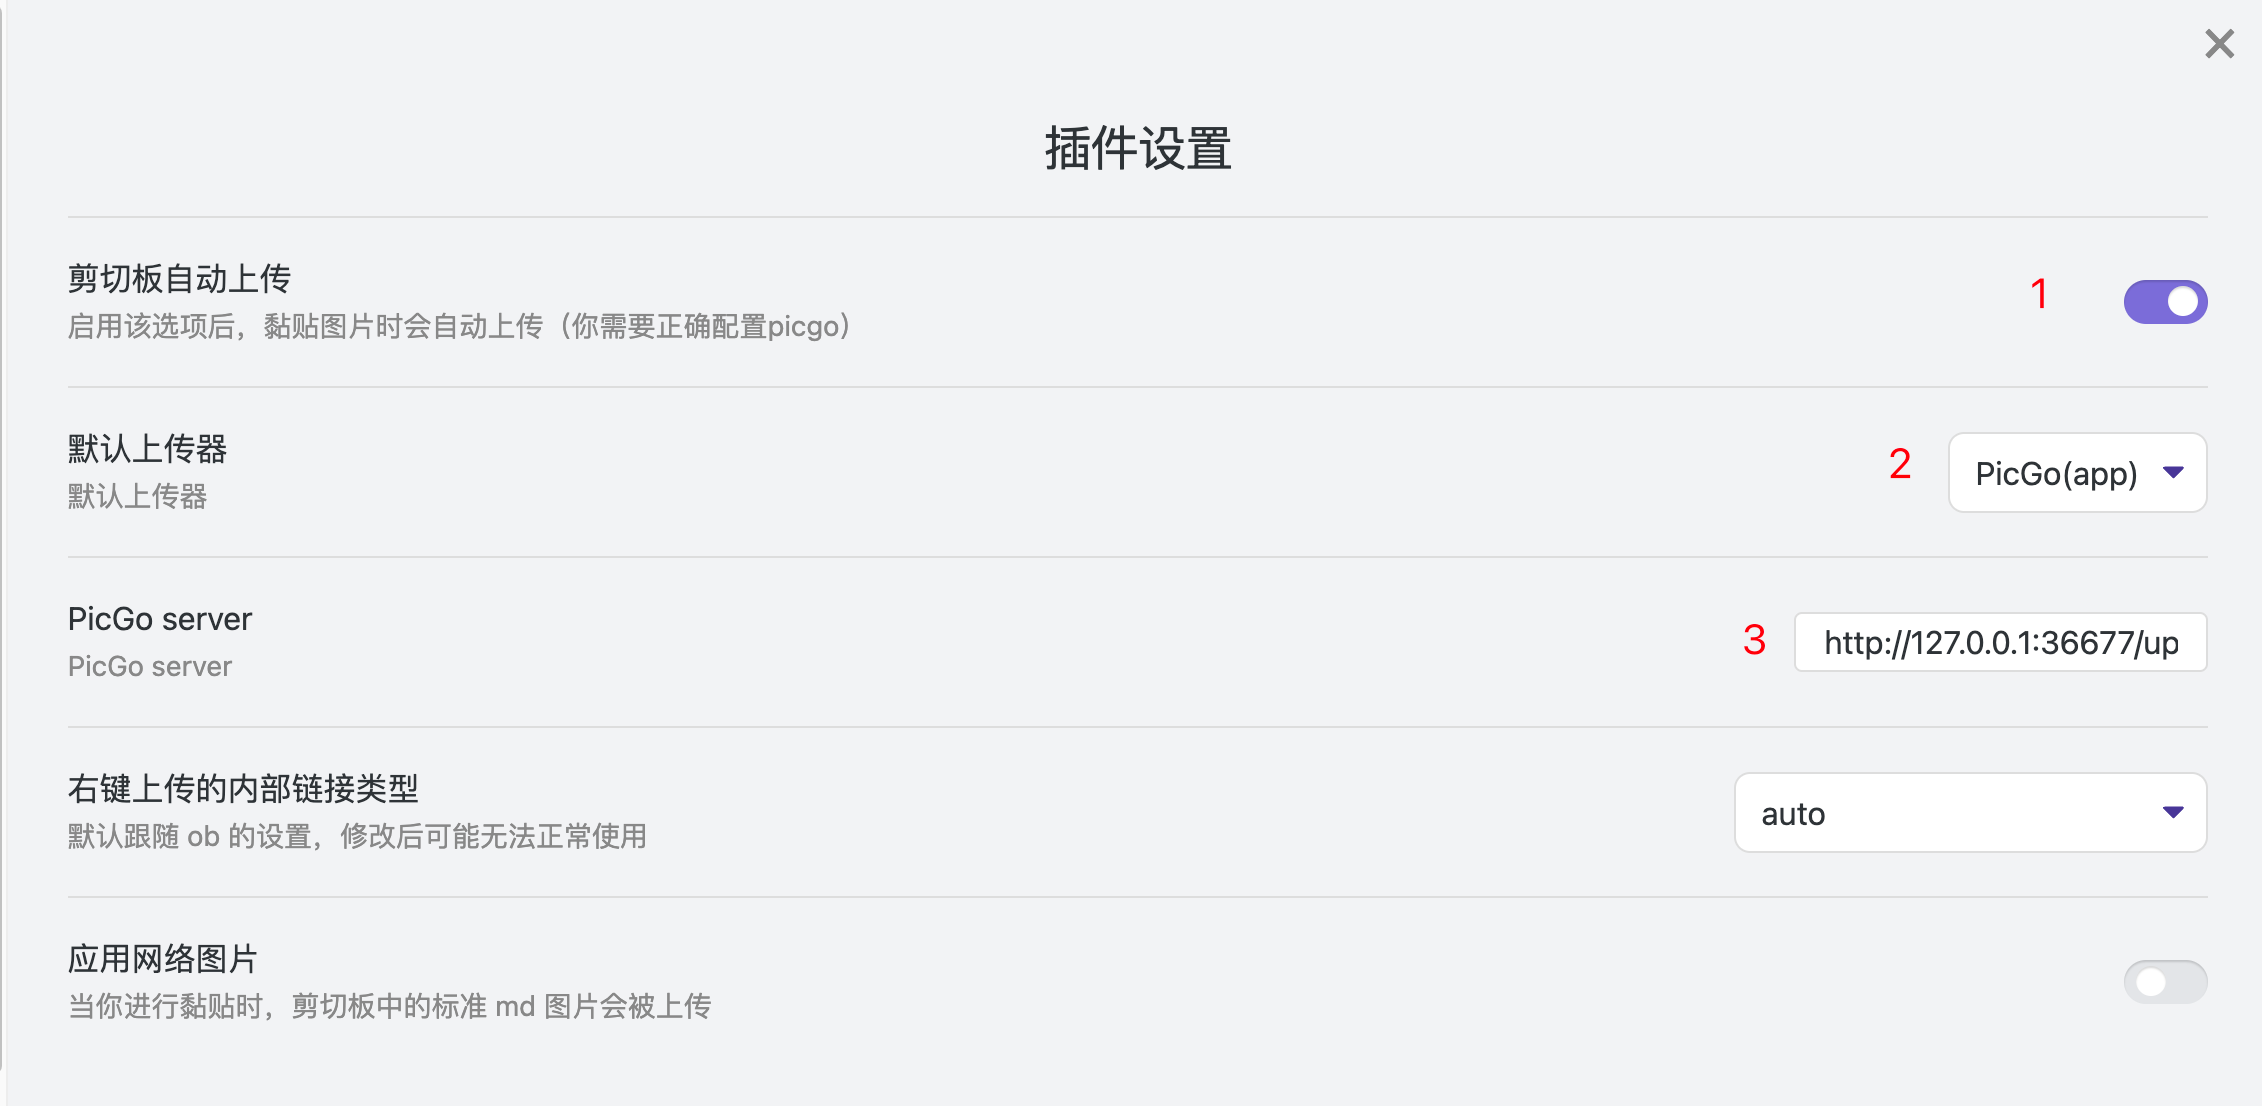 插件设置
剪切板自动上传
启用该选项后，黏贴图片时会自动上传（你需要正确配置picgo）
1
默认上传器
默认上传器
2
PicGo(app)
PicGo server
PicGo server
3
http://127.0.0.1:36677/up
右键上传的内部链接类型
默认跟随 ob 的设置，修改后可能无法正常使用
auto
应用网络图片
当你进行黏贴时，剪切板中的标准 md 图片会被上传